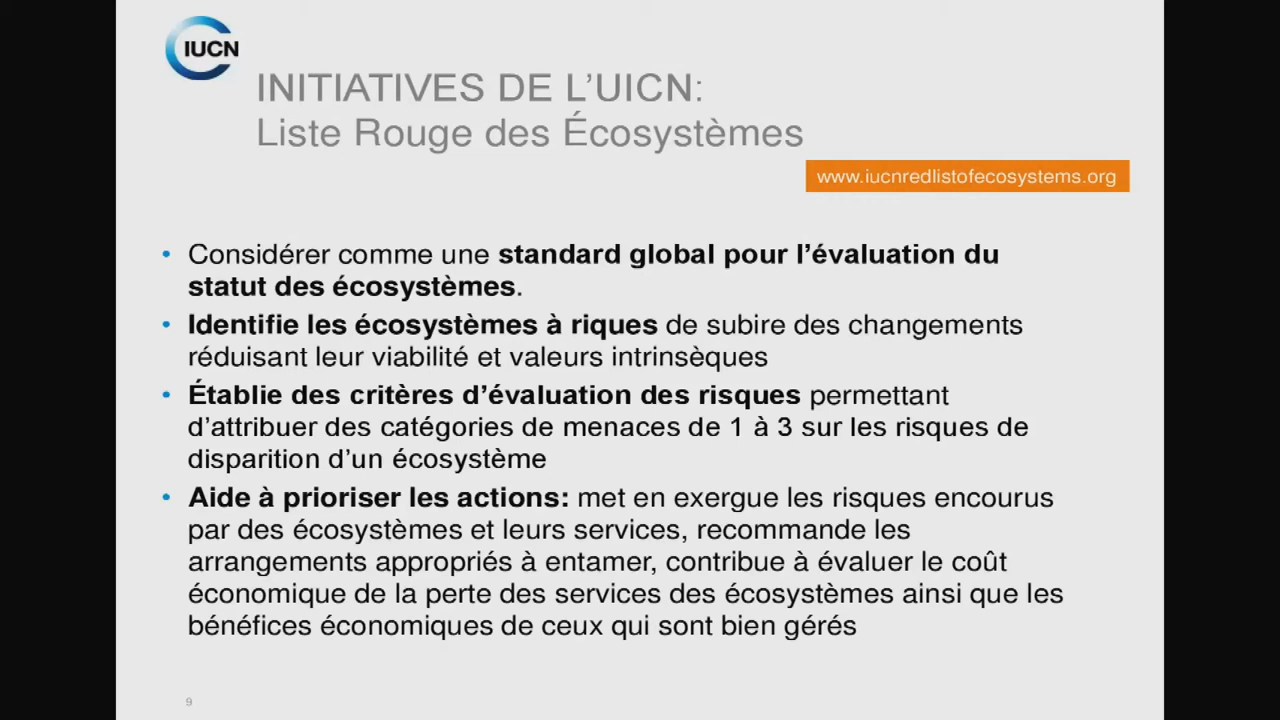 IUCN
INITIATIVES DE L’UICN:
Liste Rouge des Écosystèmes
www.iucnredlistofecosystems.org
• Considérer comme une standard global pour l’évaluation du
statut des écosystèmes.
• Identifie les écosystèmes à riques de subire des changements
réduisant leur viabilité et valeurs intrinsèques
• Établie des critères d’évaluation des risques permettant
d’attribuer des catégories de menaces de 1 à 3 sur les risques de
disparition d’un écosystème
• Aide à prioriser les actions: met en exergue les risques encourus
par des écosystèmes et leurs services, recommande les
arrangements appropriés à entamer, contribue à évaluer le coût
économique de la perte des services des écosystèmes ainsi que les
bénéfices économiques de ceux qui sont bien gérés
9